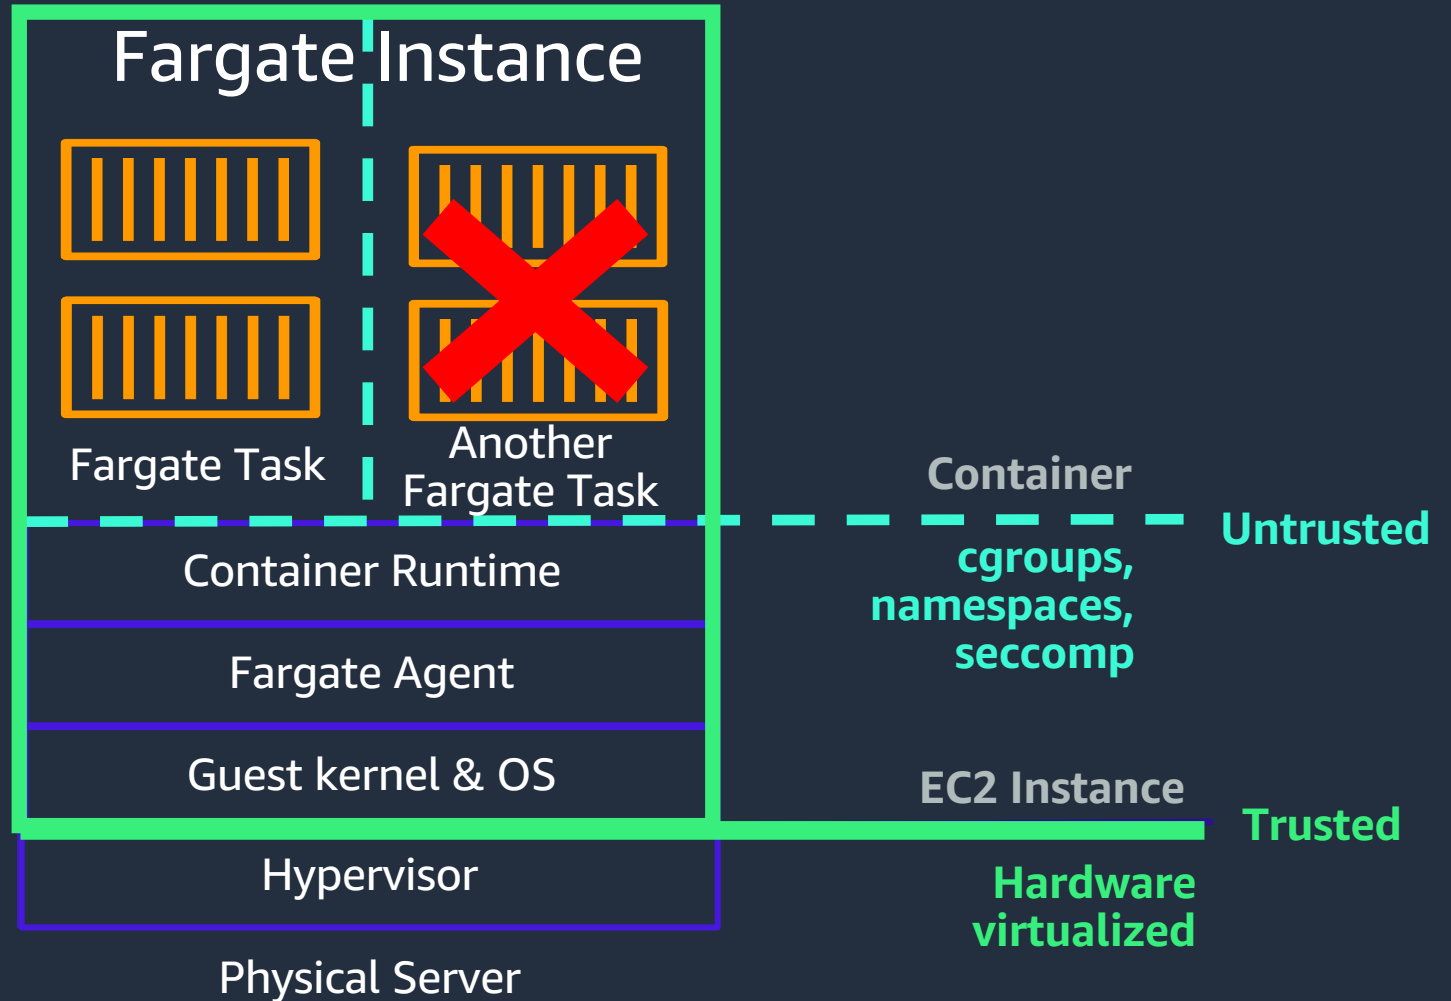 Fargate Instance
Fargate Task
Another
Fargate Task
Container
Untrusted
cgroups,
namespaces,
seccomp
Container Runtime
Fargate Agent
Guest kernel & OS
EC2 Instance
Trusted
Hardware
virtualized
Hypervisor
Physical Server